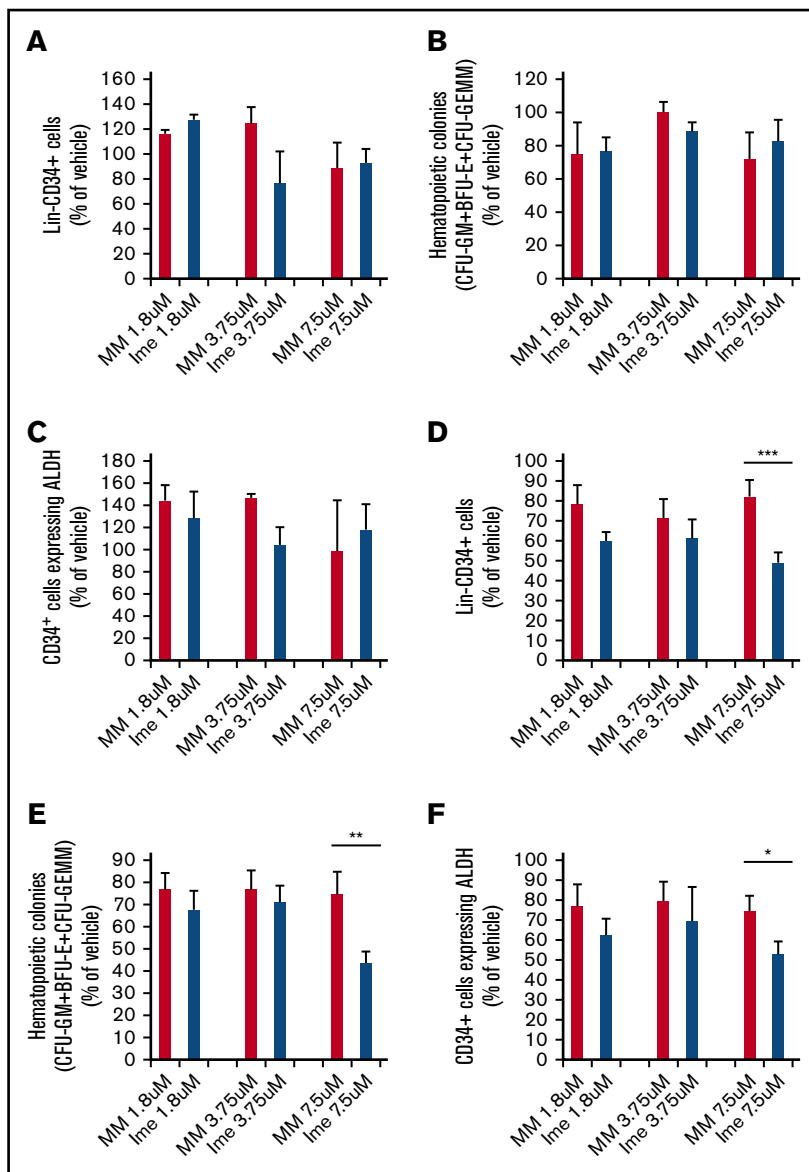 A
Lin-CD34+ cells
(% of vehicle)
160
140
120
100
80
60
40
20
0
MM 1.8uM
Ime 1.8uM
MM 3.75uM
Ime 3.75uM
MM 7.5uM
Ime 7.5uM
B
Hematopoietic colonies
(CFU-GM+BFU-E+CFU-GEMM)
(% of vehicle)
120
100
80
60
40
20
0
MM 1.8uM
Ime 1.8uM
MM 3.75uM
Ime 3.75uM
MM 7.5uM
Ime 7.5uM
C
CD34+ cells expressing ALDH
(% of vehicle)
180
160
140
120
100
80
60
40
20
0
MM 1.8uM
Ime 1.8uM
MM 3.75uM
Ime 3.75uM
MM 7.5uM
Ime 7.5uM
D
Lin-CD34+ cells
(% of vehicle)
100
90
80
70
60
50
40
30
20
10
0
***
MM 1.8uM
Ime 1.8uM
MM 3.75uM
Ime 3.75uM
MM 7.5uM
Ime 7.5uM
E
Hematopoietic colonies
(CFU-GM+BFU-E+CFU-GEMM)
(% of vehicle)
90
80
70
60
50
40
30
20
10
0
**
MM 1.8uM
Ime 1.8uM
MM 3.75uM
Ime 3.75uM
MM 7.5uM
Ime 7.5uM
F
CD34+ cells expressing ALDH
(% of vehicle)
100
90
80
70
60
50
40
30
20
10
0
*
MM 1.8uM
Ime 1.8uM
MM 3.75uM
Ime 3.75uM
MM 7.5uM
Ime 7.5uM